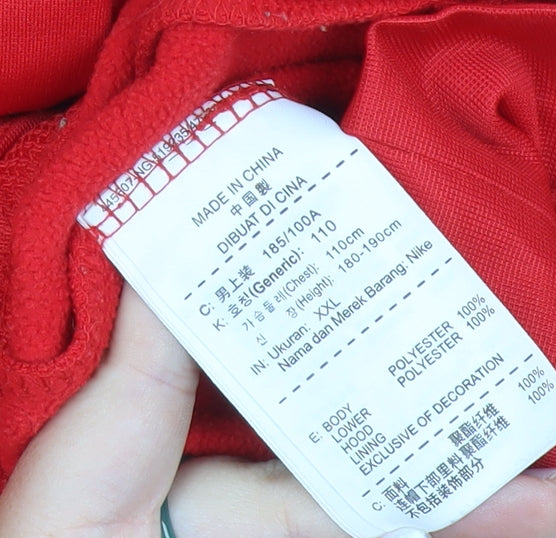 MADE IN CHINA
中国製
DIBUAT DI CINA
C: 男上装 185/100A
K: 호칭(Generic): 110
가슴둘레(Chest): 110cm
신 장(Height): 180-190cm
IN: Ukuran: XXL
Nama dan Merek Barang: Nike
E: BODY POLYESTER 100%
LOWER POLYESTER 100%
HOOD
LINING
EXCLUSIVE OF DECORATION
C: 面料 聚酯纤维 100%
连帽下部里料 聚酯纤维 100%
不包括装饰部分